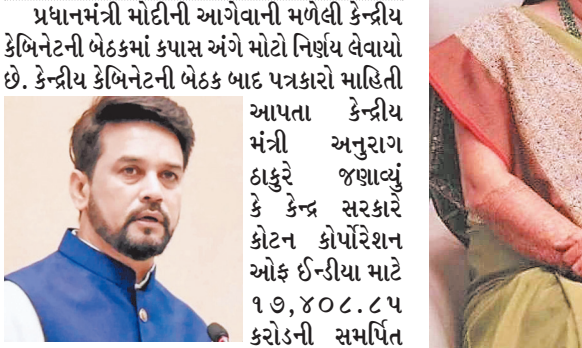 પ્રધાનમંત્રી મોદીની આગેવાની મળેલી કેન્દ્રીય
કેબિનેટની બેઠકમાં કપાસ અંગે મોટો નિર્ણય લેવાયો
છે. કેન્દ્રીય કેબિનેટની બેઠક બાદ પત્રકારો માહિતી
આપતા કેન્દ્રીય
મંત્રી અનુરાગ
ઠાકુરે જણાવ્યું
કે કેન્દ્ર સરકારે
કોટન કોર્પોરેશન
ઓફ ઈન્ડીયા માટે
૧૭,૪૦૮.૮૫
કરોડની સમર્પિત